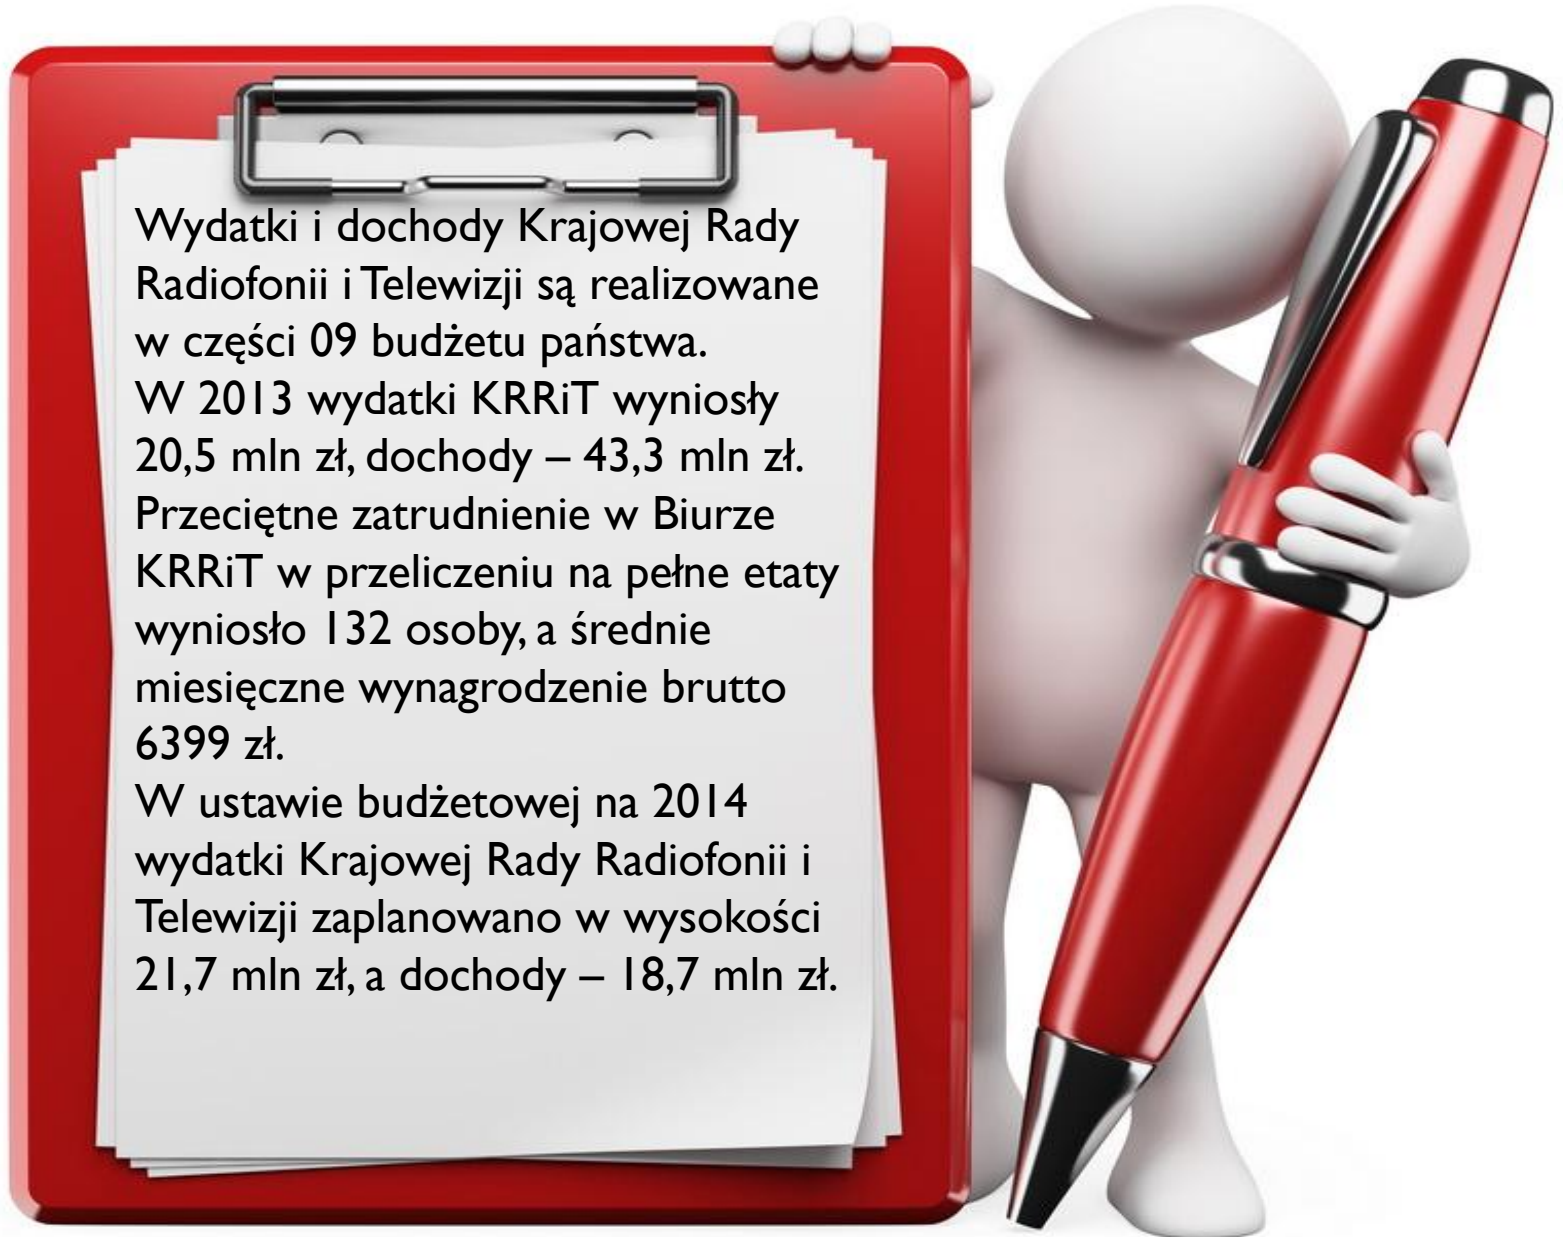 Wydatki i dochody Krajowej Rady
Radiofonii i Telewizji są realizowane
w części 09 budżetu państwa.
W 2013 wydatki KRRiT wyniosły
20,5 mln zł, dochody – 43,3 mln zł.
Przeciętne zatrudnienie w Biurze
KRRiT w przeliczeniu na pełne etaty
wyniosło 132 osoby, a średnie
miesięczne wynagrodzenie brutto
6399 zł.
W ustawie budżetowej na 2014
wydatki Krajowej Rady Radiofonii i
Telewizji zaplanowano w wysokości
21,7 mln zł, a dochody – 18,7 mln zł.